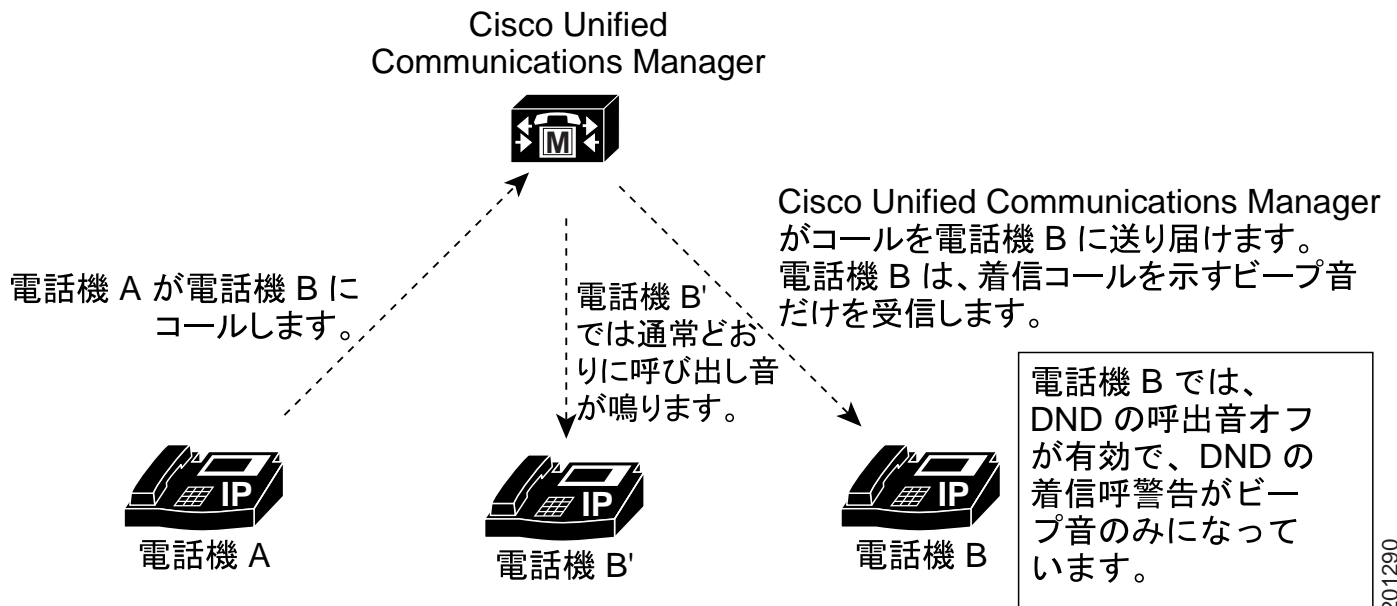 Cisco Unified
Communications Manager
M
Cisco Unified Communications Manager
がコールを電話機 B に送り届けます。
電話機 B は、着信コールを示すビープ音
だけを受信します。
電話機 A が電話機 B に
コールします。
電話機 B'
では通常どお
りに呼び出し音
が鳴ります。
電話機 B では、
DND の呼出音オフ
が有効で、DND の
着信呼警告がビー
プ音のみになって
います。
IP
電話機 A
IP
電話機 B'
IP
電話機 B
201290